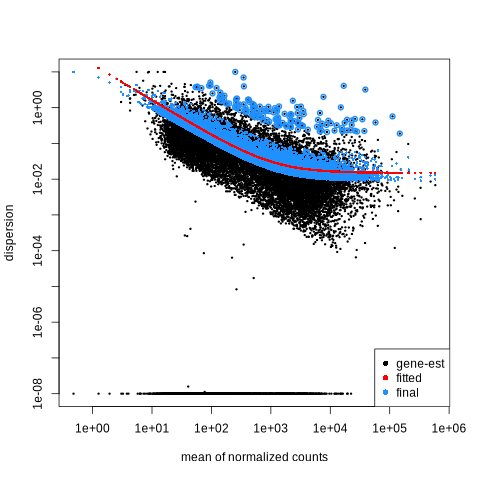 dispersion
1e+00
1e-02
1e-04
1e-06
1e-08
gene-est
fitted
final
1e+00 1e+01 1e+02 1e+03 1e+04 1e+05 1e+06
mean of normalized counts